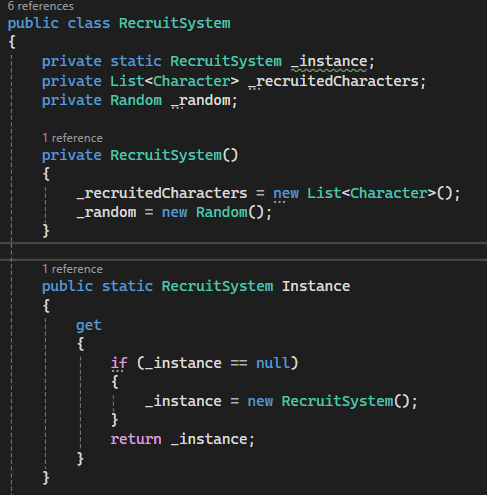 6 references
public class RecruitSystem
{
private static RecruitSystem _instance;
private List<Character> _recruitedCharacters;
private Random _random;
1 reference
private RecruitSystem()
{
_recruitedCharacters = new List<Character>();
_random = new Random();
}
1 reference
public static RecruitSystem Instance
{
get
{
if (_instance == null)
{
_instance = new RecruitSystem();
}
return _instance;
}
}